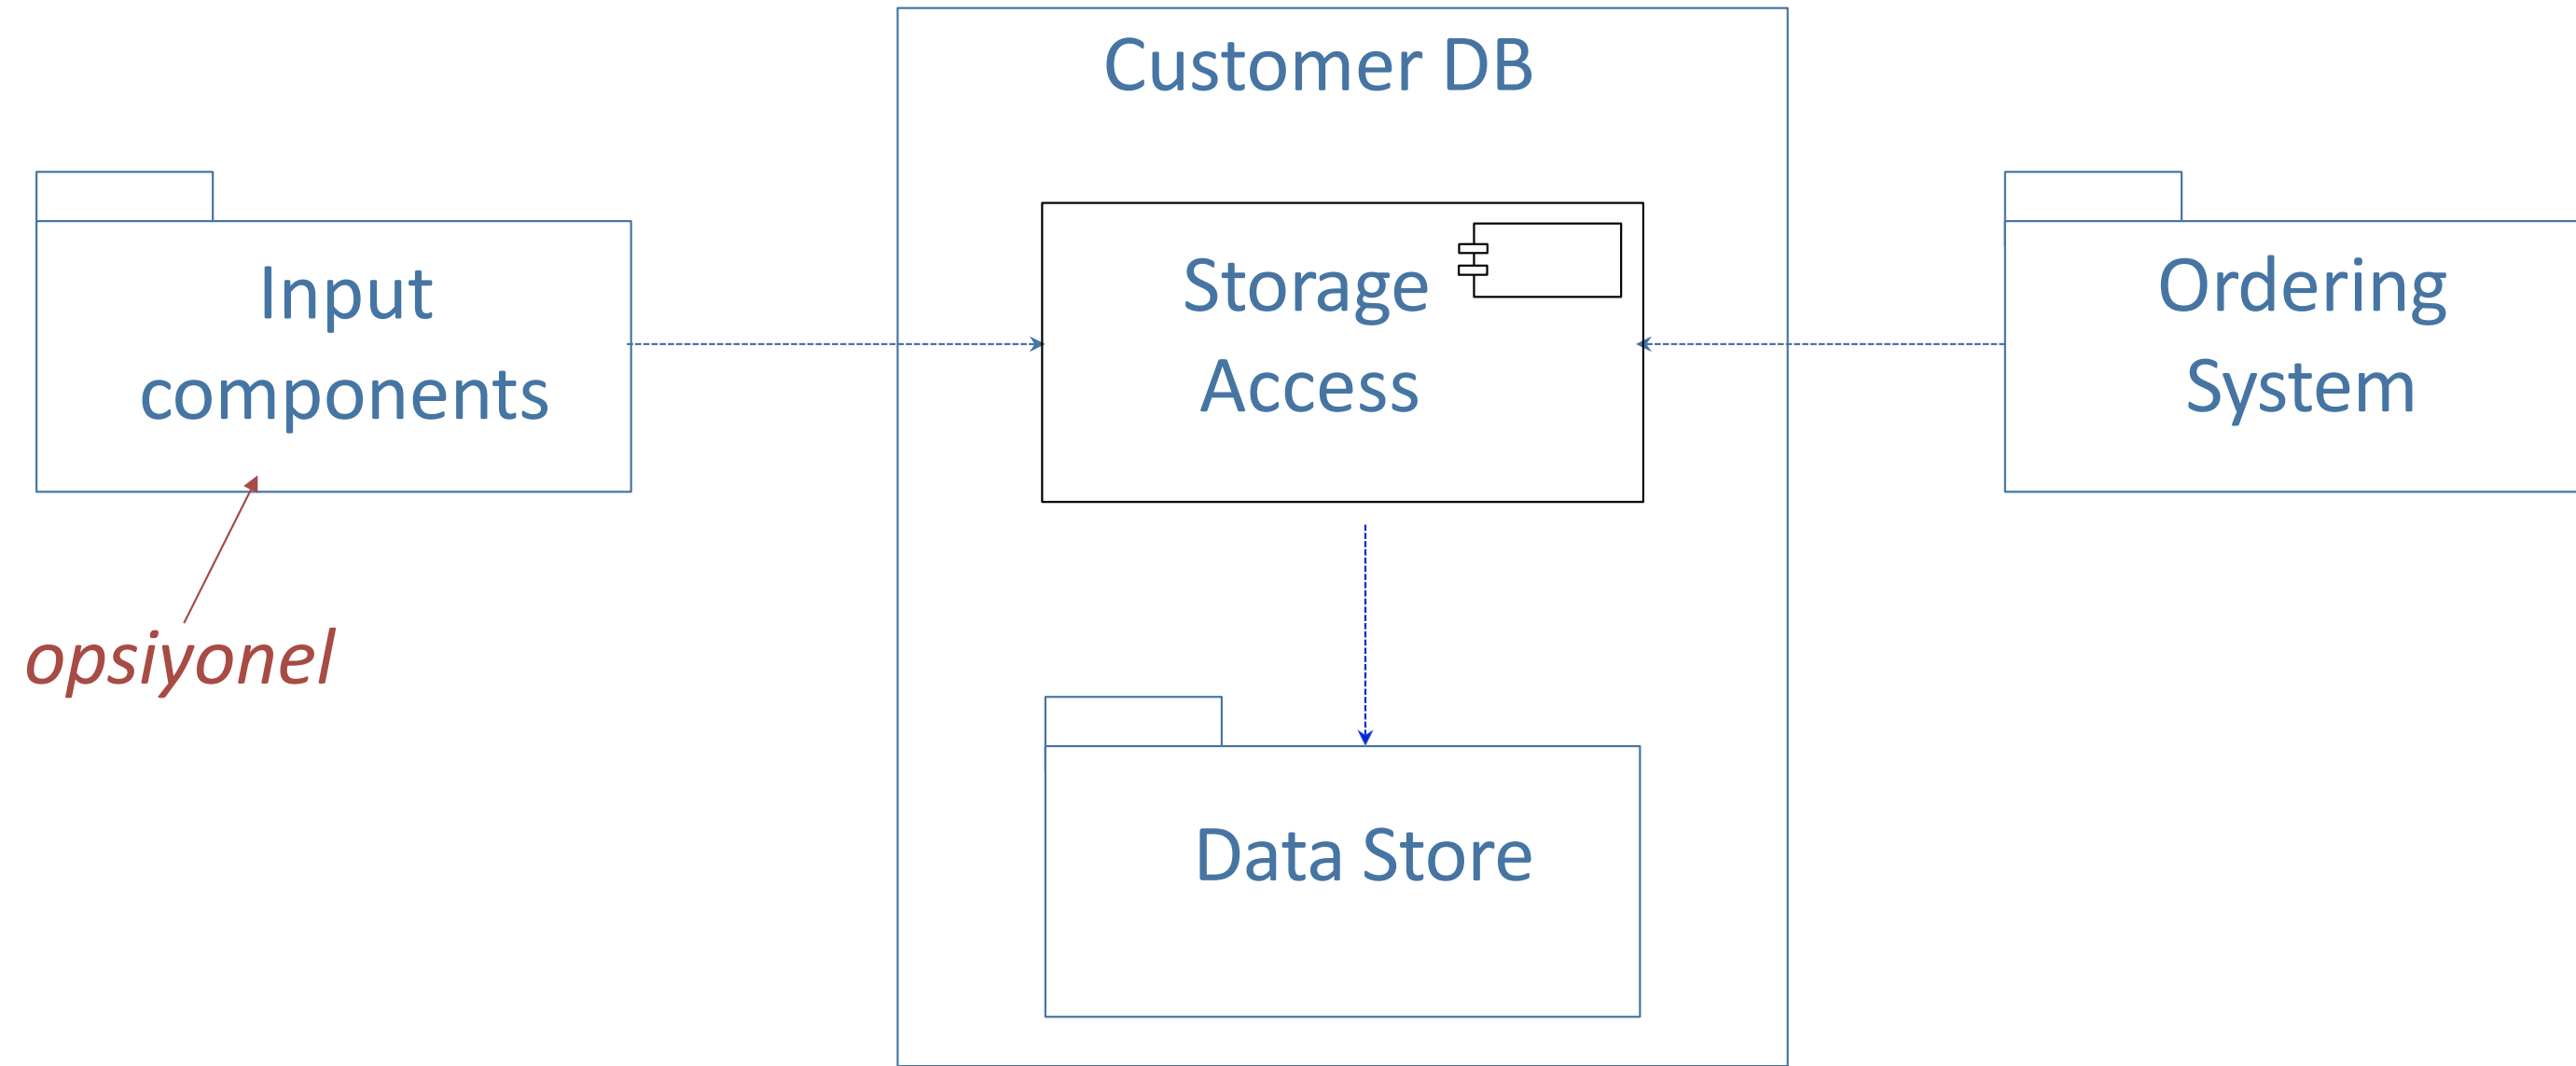 Customer DB
Input
components
Storage
Access
Ordering
System
opsiyonel
Data Store